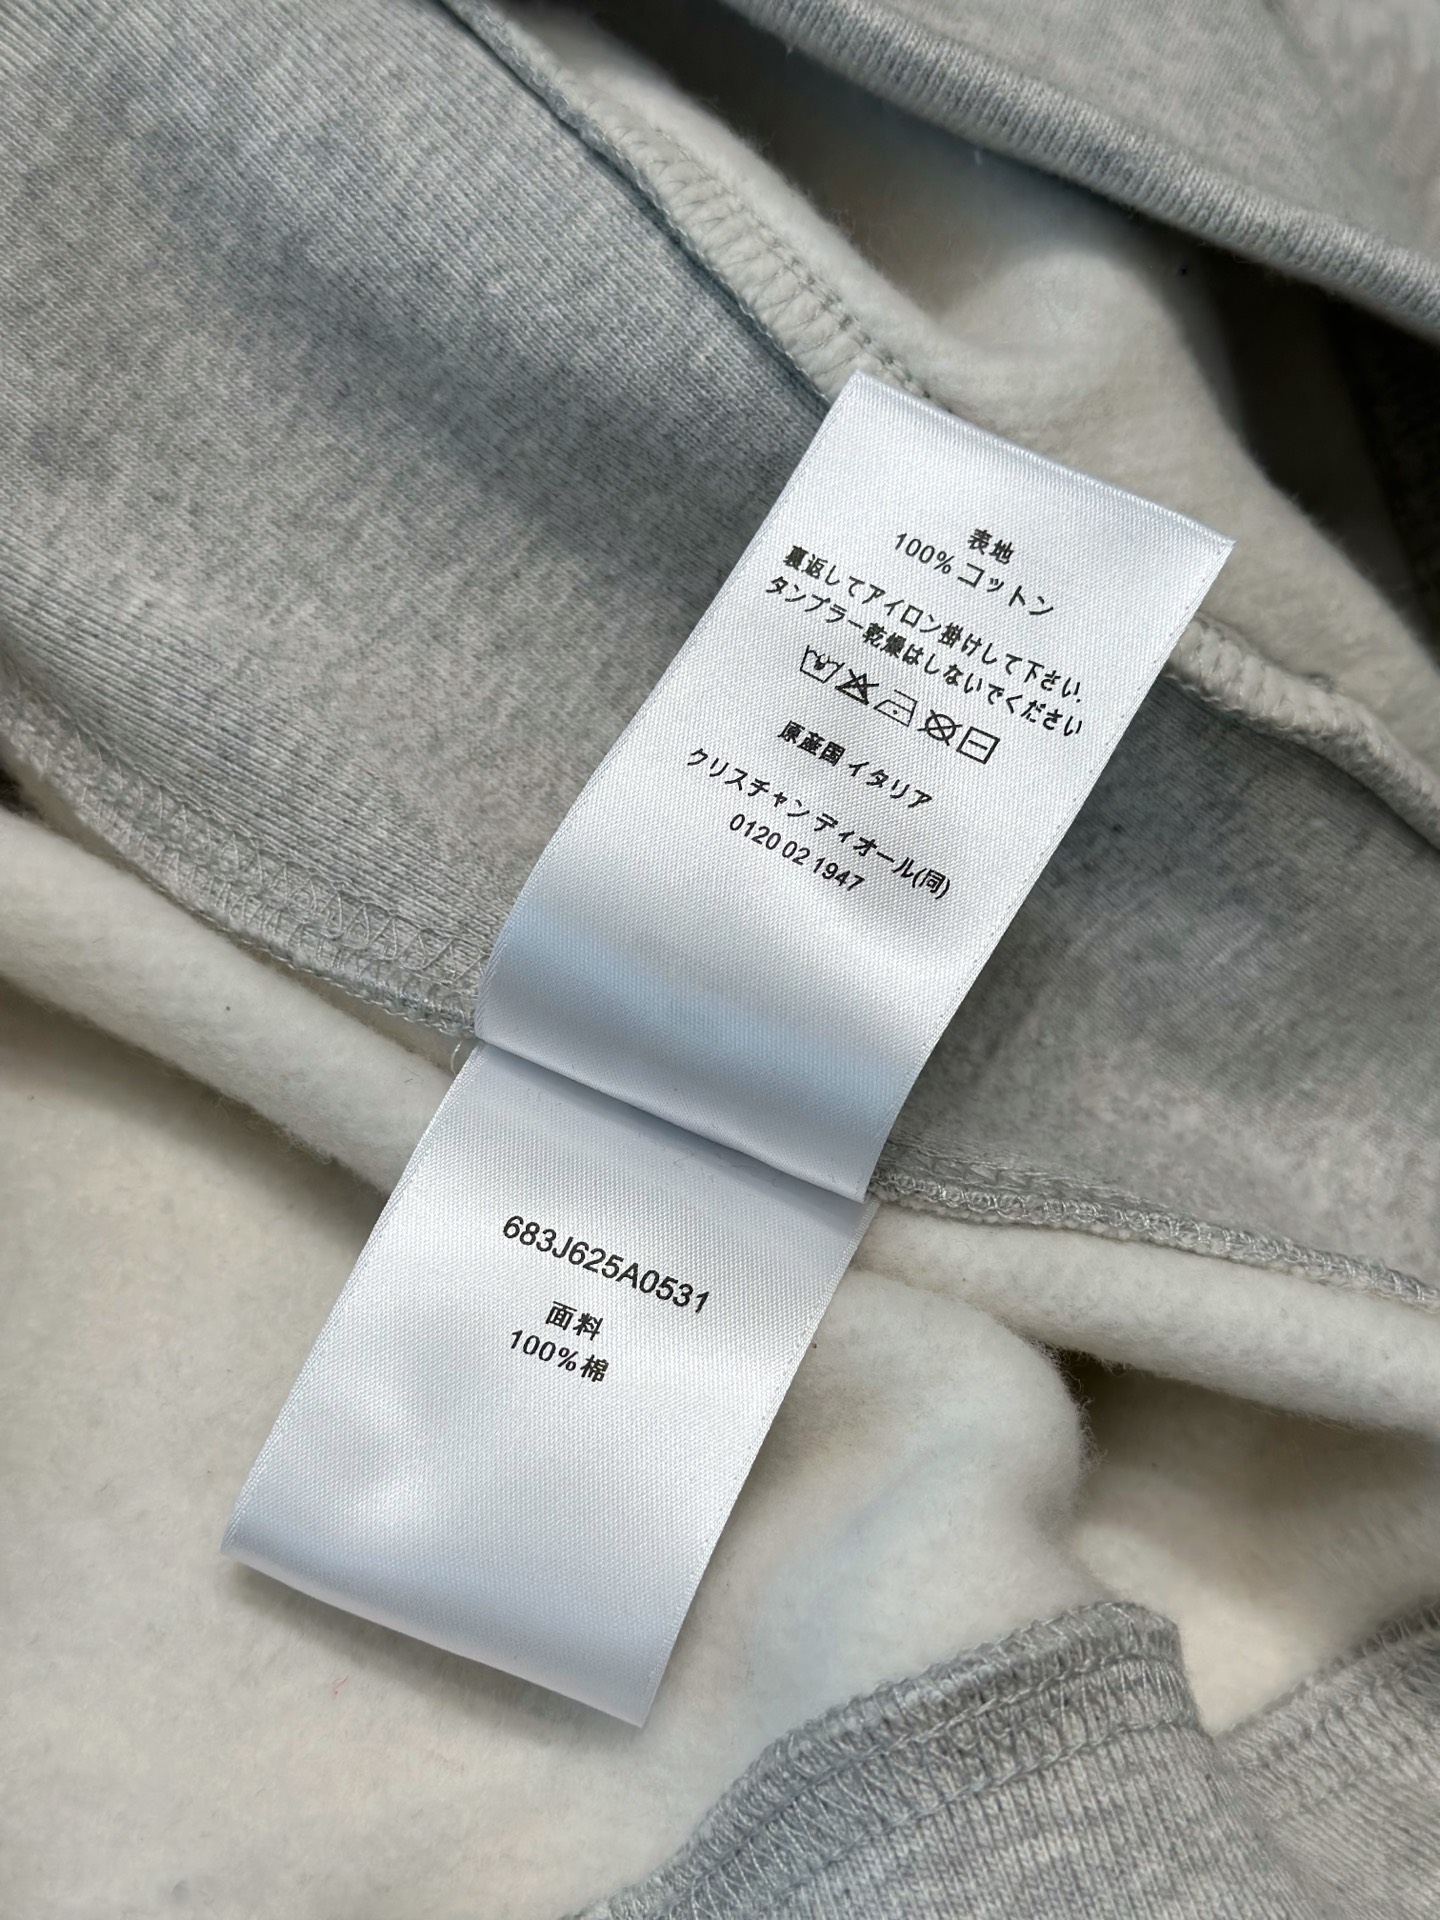 表地
100% コットン
裏返してアイロン掛けして下さい.
タンブラー乾燥はしないでください
原産国 イタリア
クリスチャン ディオール(同)
0120 02 1947
683J625A0531
面料
100% 棉